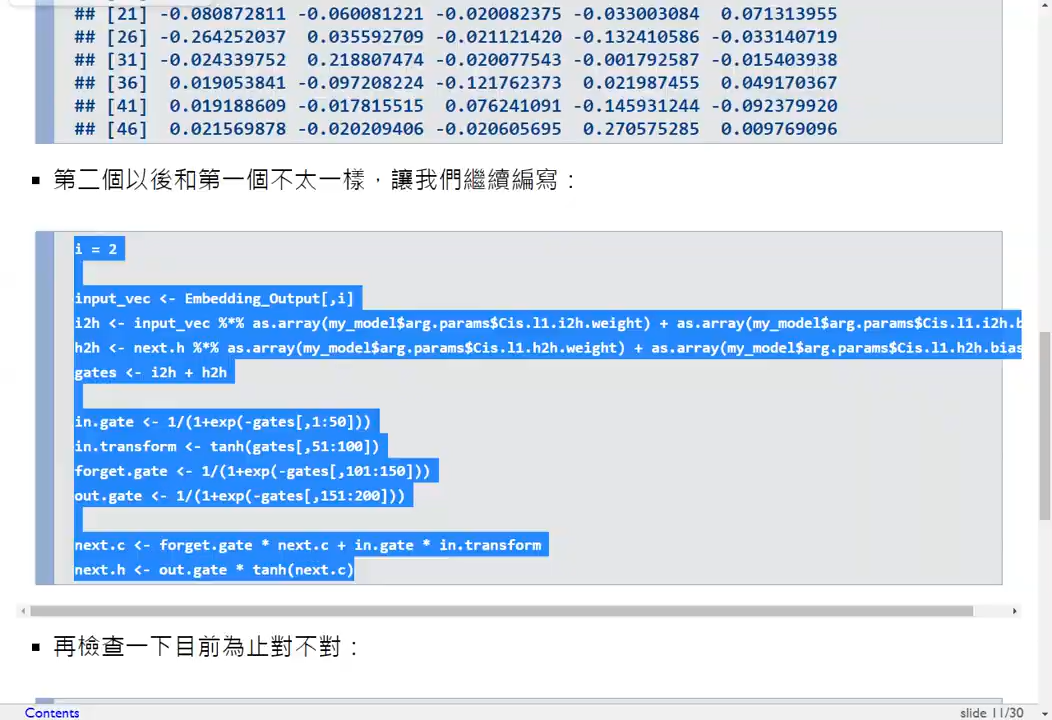 ## [21] -0.080872811 -0.060081221 -0.020082375 -0.033003084 0.071313955
## [26] -0.264252037 0.035592709 -0.021121420 -0.132410586 -0.033140719
## [31] -0.024339752 0.218807474 -0.020077543 -0.001792587 -0.015403938
## [36] 0.019053841 -0.097208224 -0.121762373 0.021987455 0.049170367
## [41] 0.019188609 -0.017815515 0.076241091 -0.145931244 -0.092379920
## [46] 0.021569878 -0.020209406 -0.020605695 0.270575285 0.009769096
▪ 第二個以後和第一個不太一樣，讓我們繼續編寫：
i = 2
input_vec <- Embedding_Output[,i]
i2h <- input_vec %*% as.array(my_model$arg.params$Cis.l1.i2h.weight) + as.array(my_model$arg.params$Cis.l1.i2h.b
h2h <- next.h %*% as.array(my_model$arg.params$Cis.l1.h2h.weight) + as.array(my_model$arg.params$Cis.l1.h2h.bias
gates <- i2h + h2h
in.gate <- 1/(1+exp(-gates[,1:50]))
in.transform <- tanh(gates[,51:100])
forget.gate <- 1/(1+exp(-gates[,101:150]))
out.gate <- 1/(1+exp(-gates[,151:200]))
next.c <- forget.gate * next.c + in.gate * in.transform
next.h <- out.gate * tanh(next.c)
▪ 再檢查一下目前為止對不對：
Contents
slide 11/30